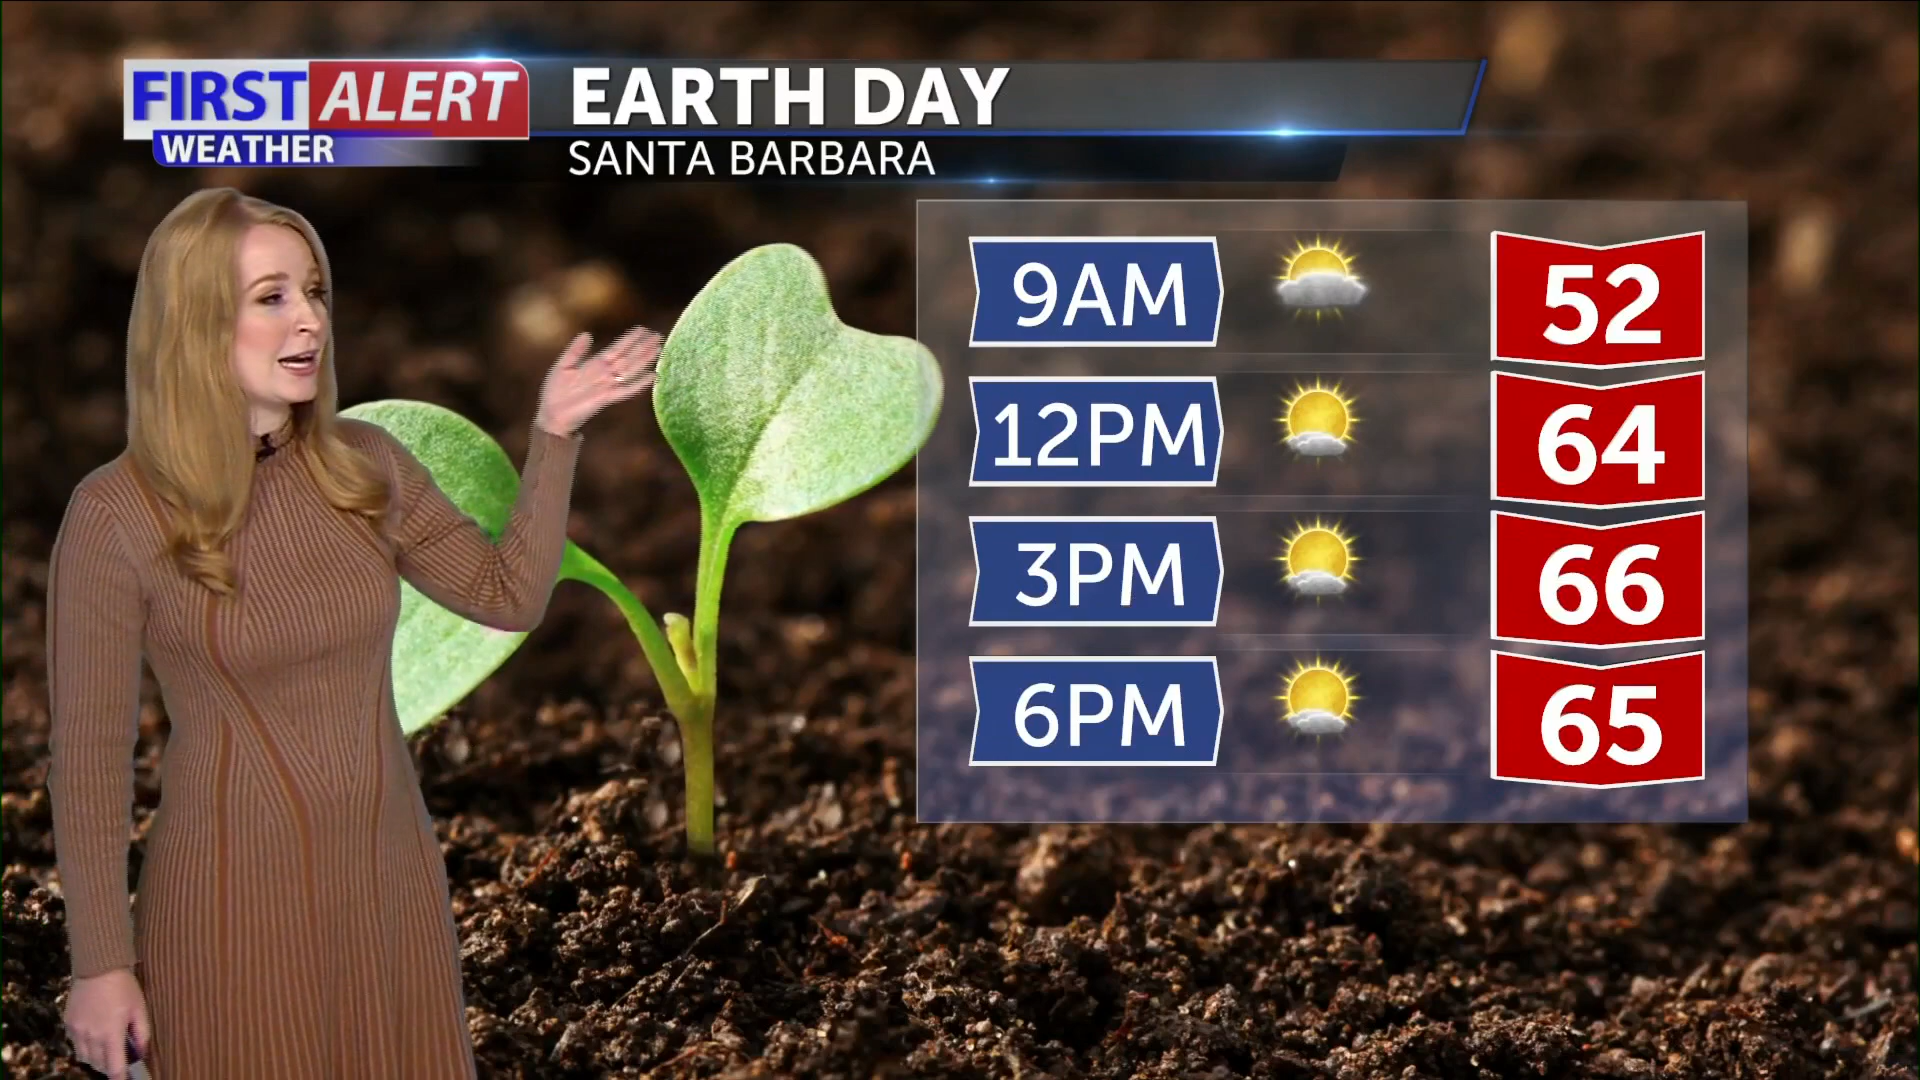 FIRST ALERT
WEATHER
EARTH DAY
SANTA BARBARA
9AM 52
12PM 64
3PM 66
6PM 65